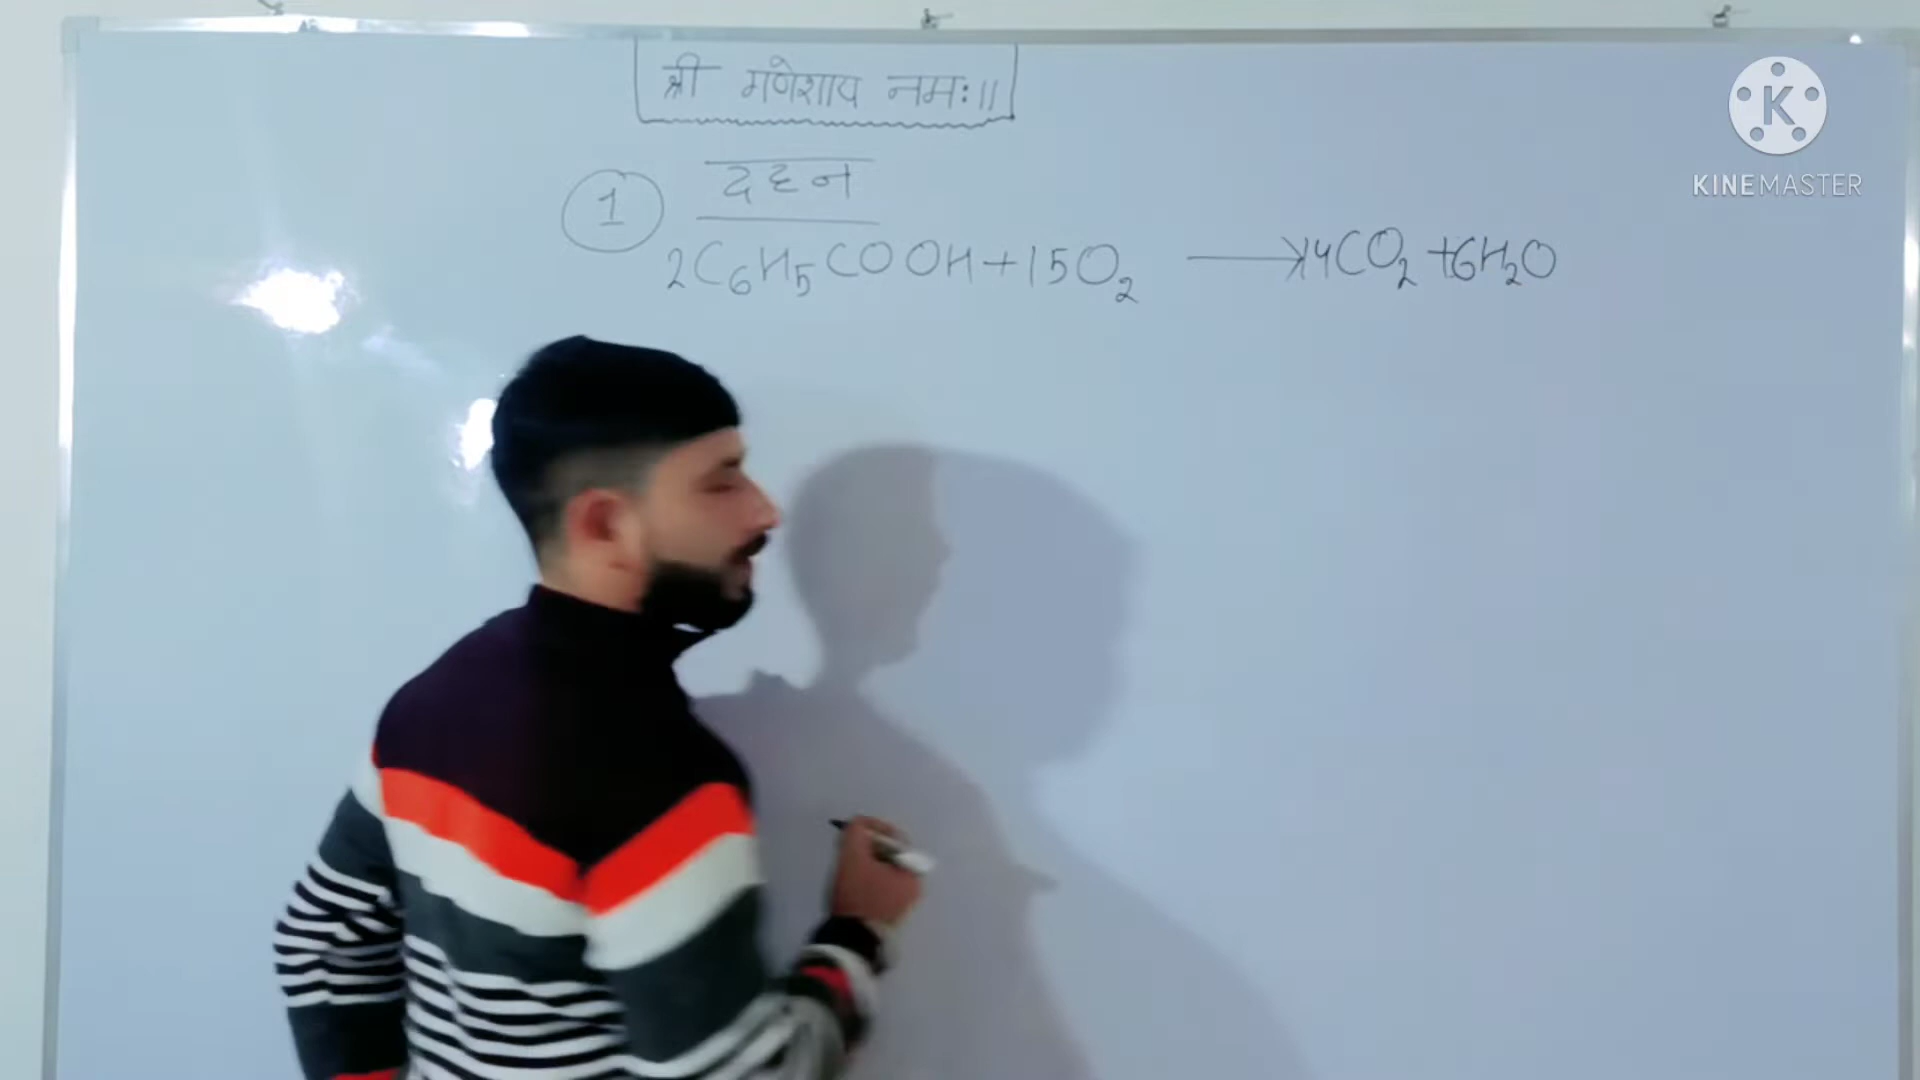 श्री गणेशाय नमः।।
1 दहन
2C₆H₅COOH+15O₂ → 14CO₂+6H₂O
K
KINEMASTER